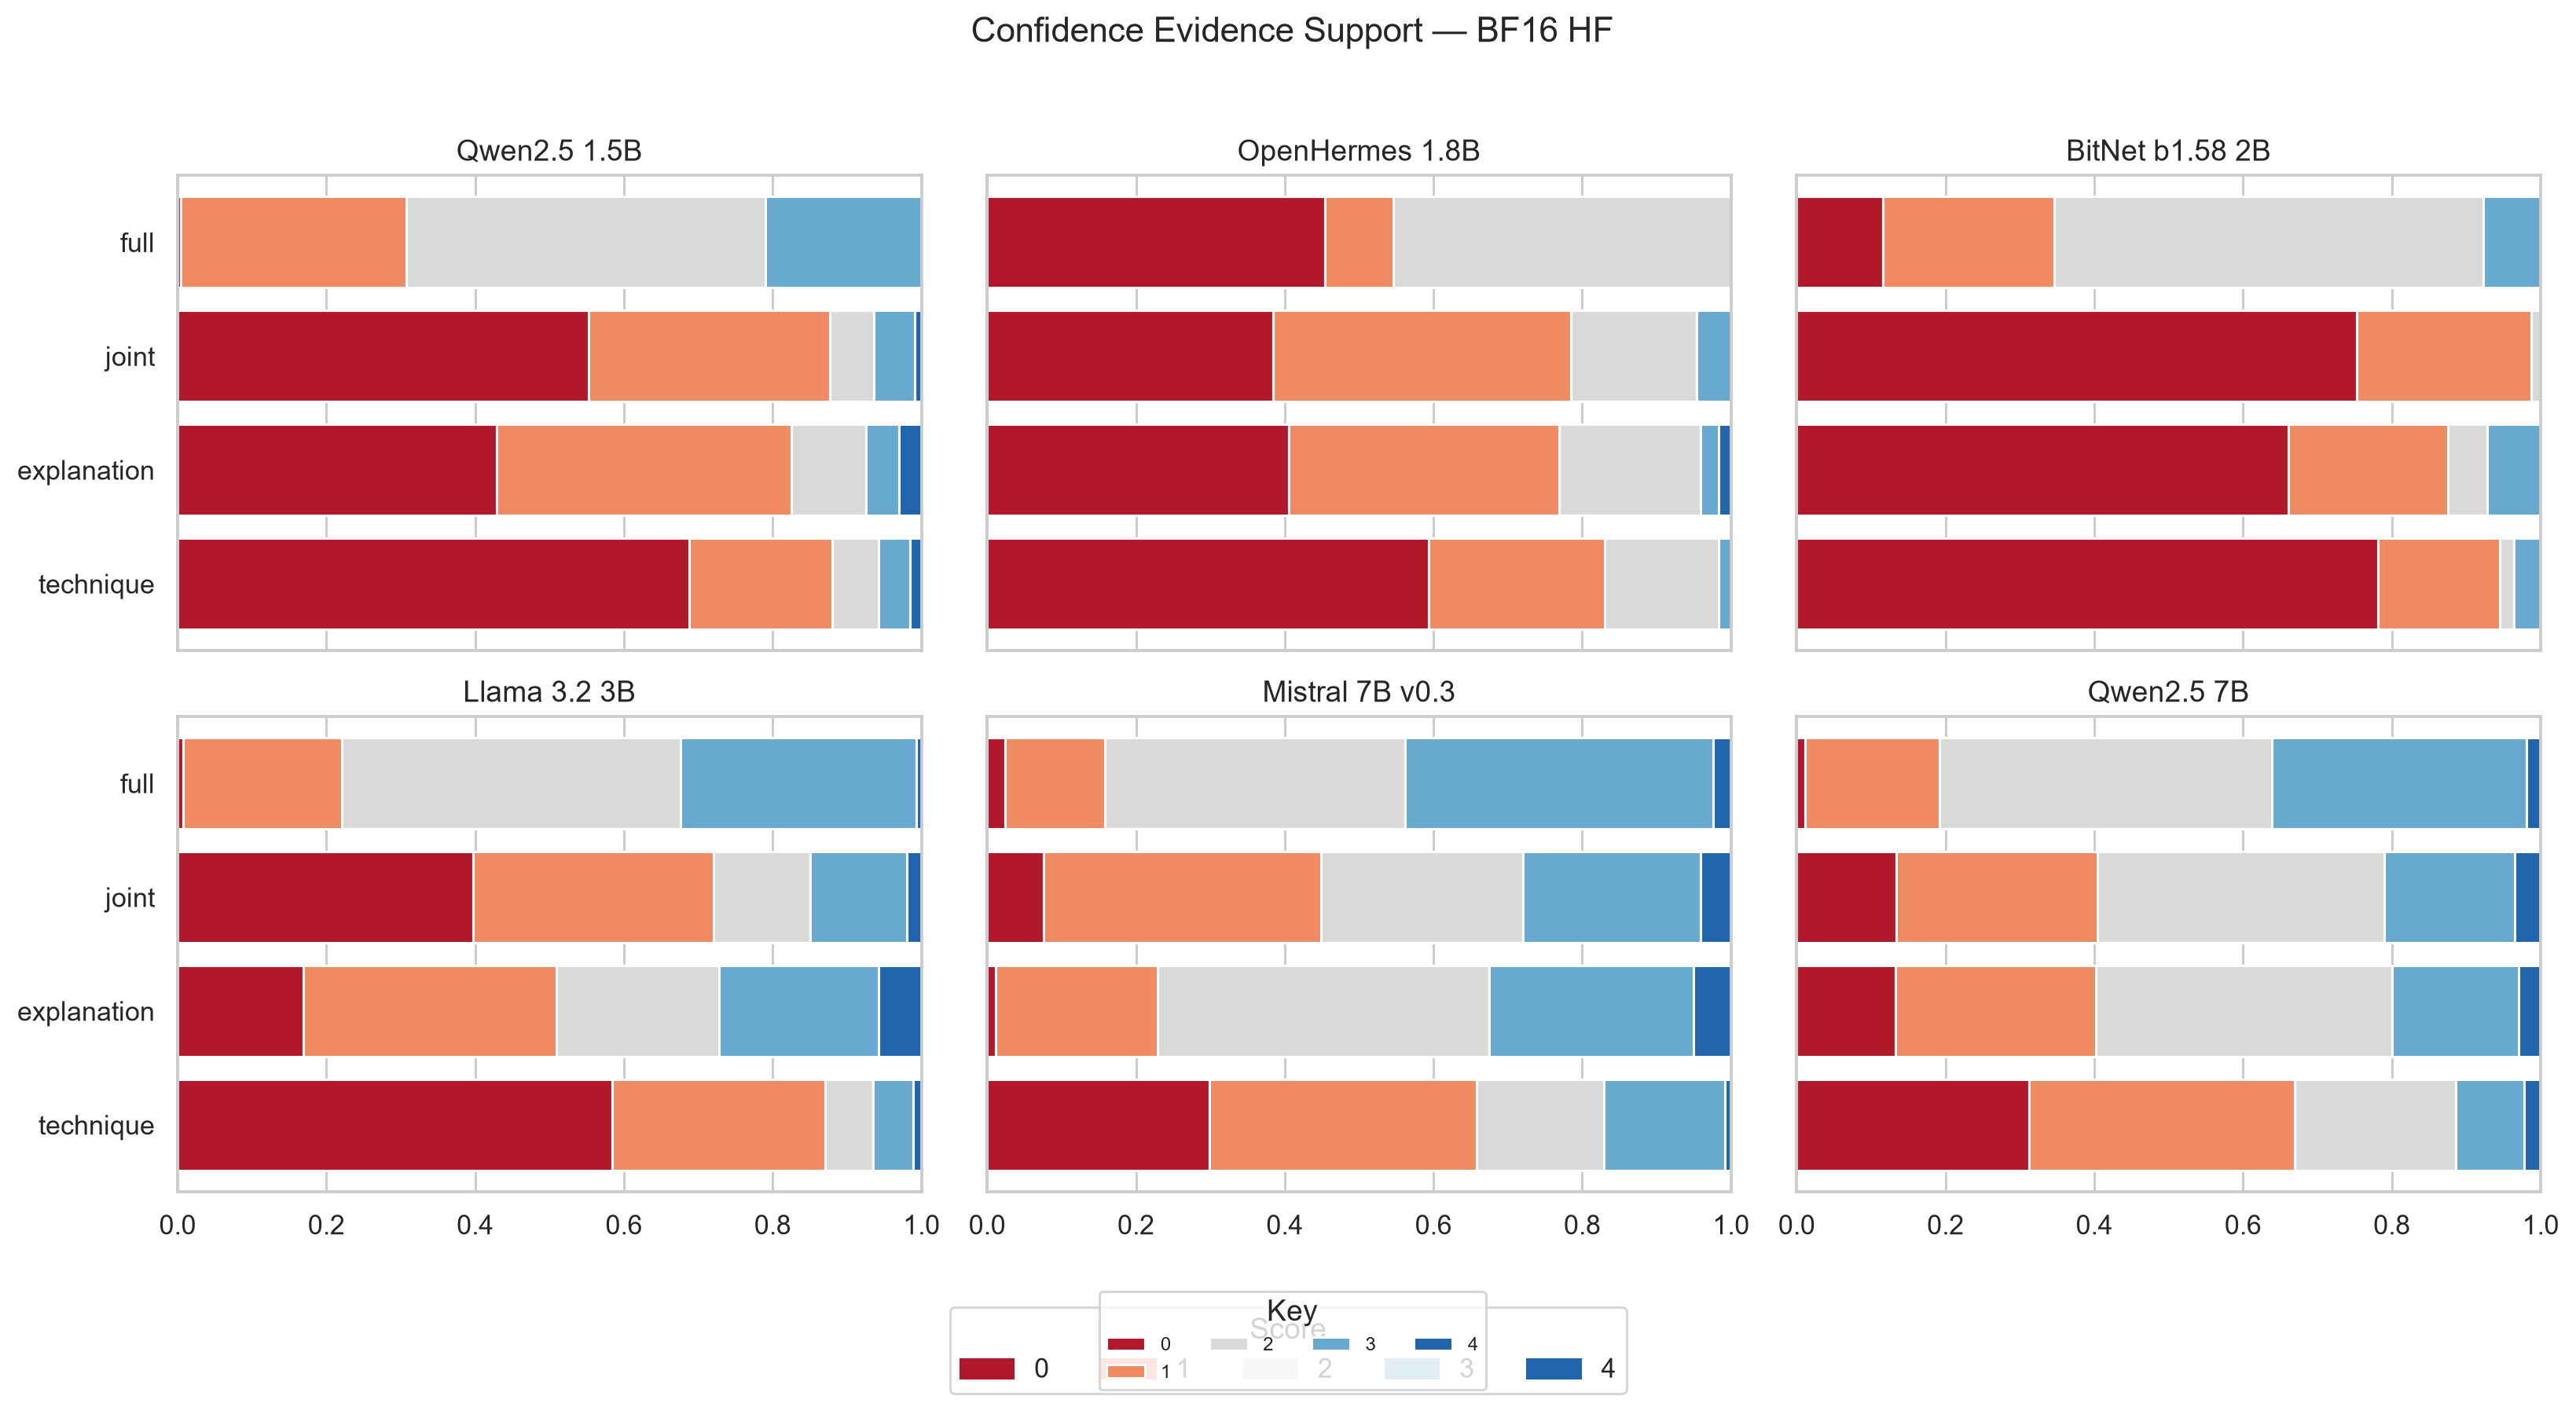 Confidence Evidence Support — BF16 HF
Qwen2.5 1.5B
OpenHermes 1.8B
BitNet b1.58 2B
full
joint
explanation
technique
Llama 3.2 3B
Mistral 7B v0.3
Qwen2.5 7B
full
joint
explanation
technique
0.0 0.2 0.4 0.6 0.8 1.0
0.0 0.2 0.4 0.6 0.8 1.0
0.0 0.2 0.4 0.6 0.8 1.0
Key
Score
0 2 3 4
1
0 1 2 3 4